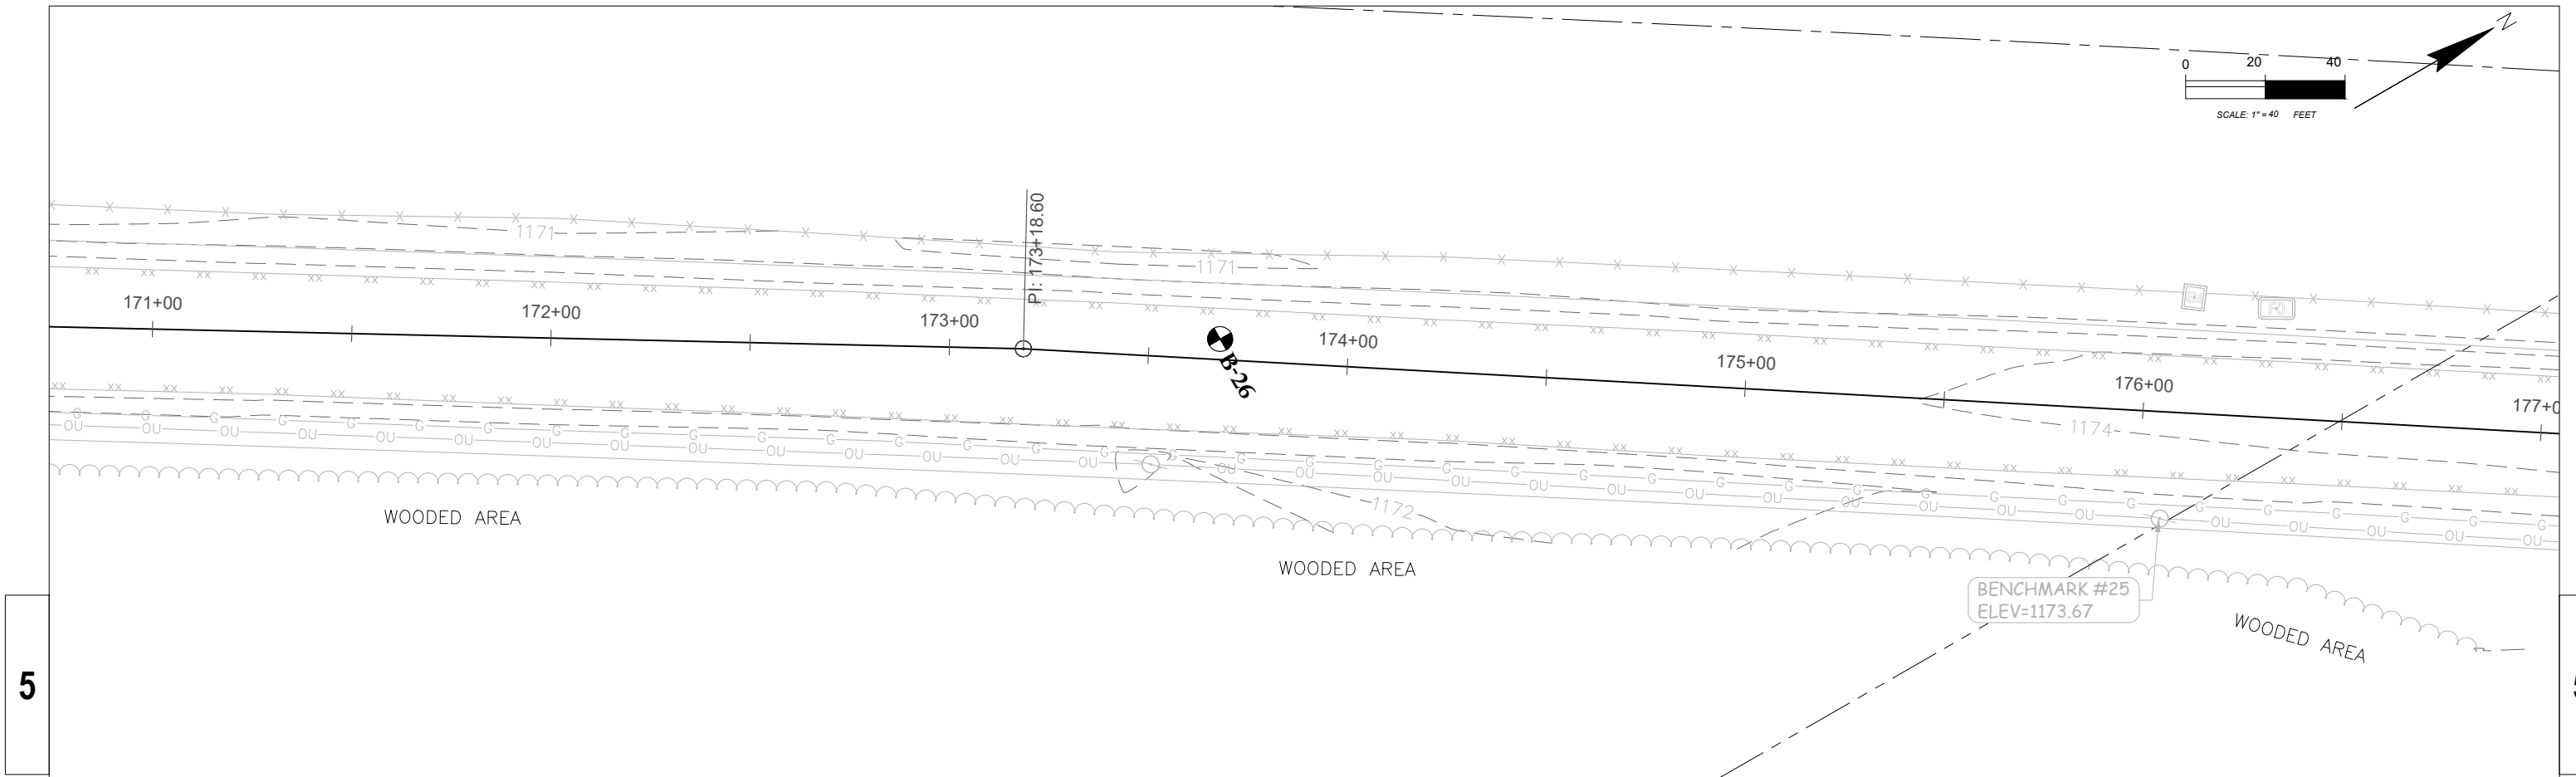 N
0 20 40
SCALE: 1" = 40 FEET
PI: 173+18.60
1171
1171
171+00
172+00
173+00
174+00
175+00
176+00
177+0
B-26
FO
1174
1172
WOODED AREA
WOODED AREA
WOODED AREA
BENCHMARK #25
ELEV=1173.67
5